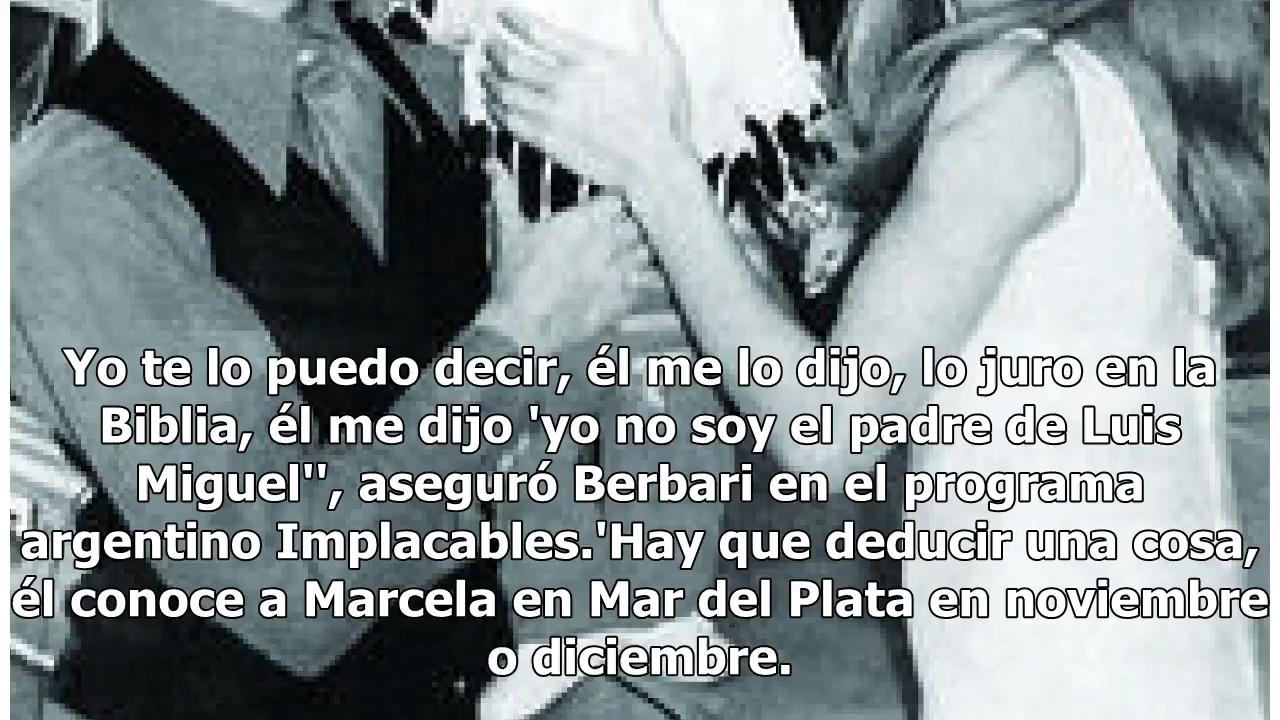 Yo te lo puedo decir, él me lo dijo, lo juro en la
Biblia, él me dijo 'yo no soy el padre de Luis
Miguel'', aseguró Berbari en el programa
argentino Implacables.'Hay que deducir una cosa,
él conoce a Marcela en Mar del Plata en noviembre
o diciembre.